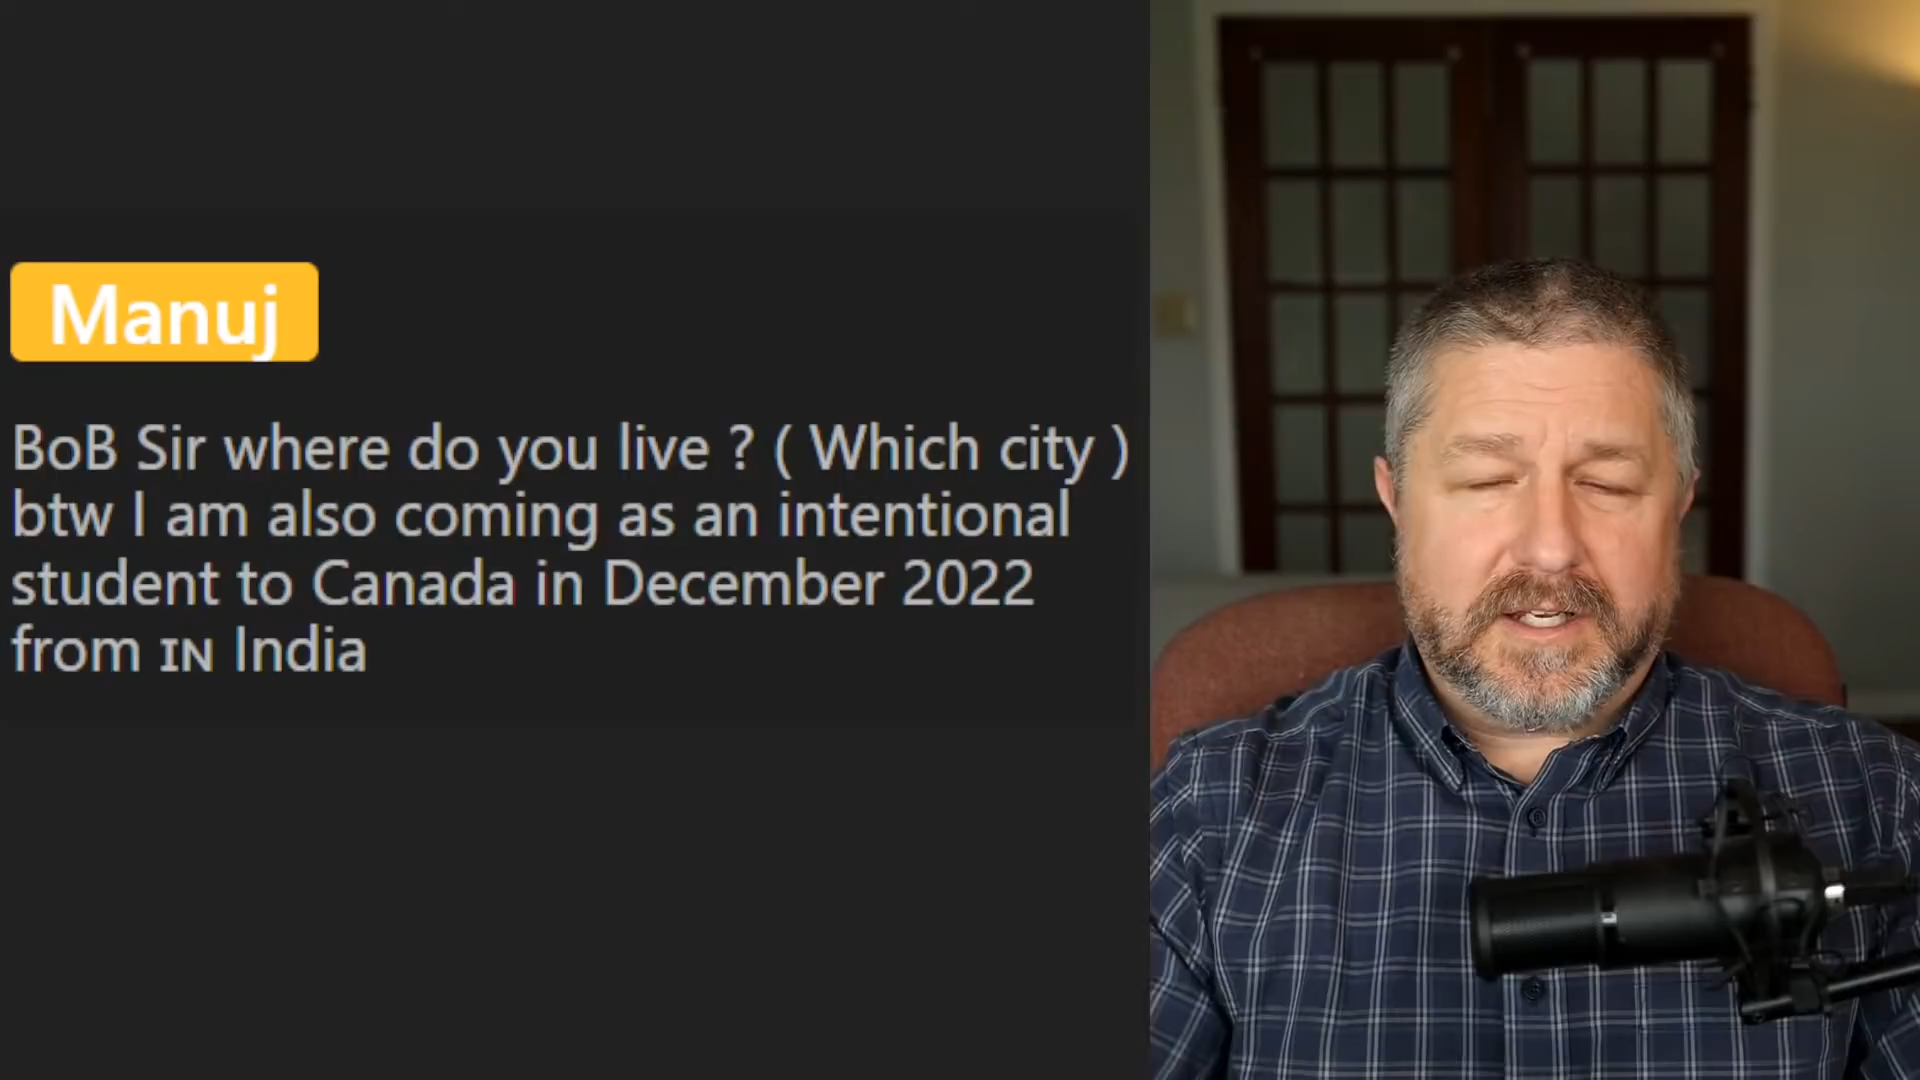 Manuj
BoB Sir where do you live ? ( Which city )
btw I am also coming as an intentional
student to Canada in December 2022
from ɪɴ India